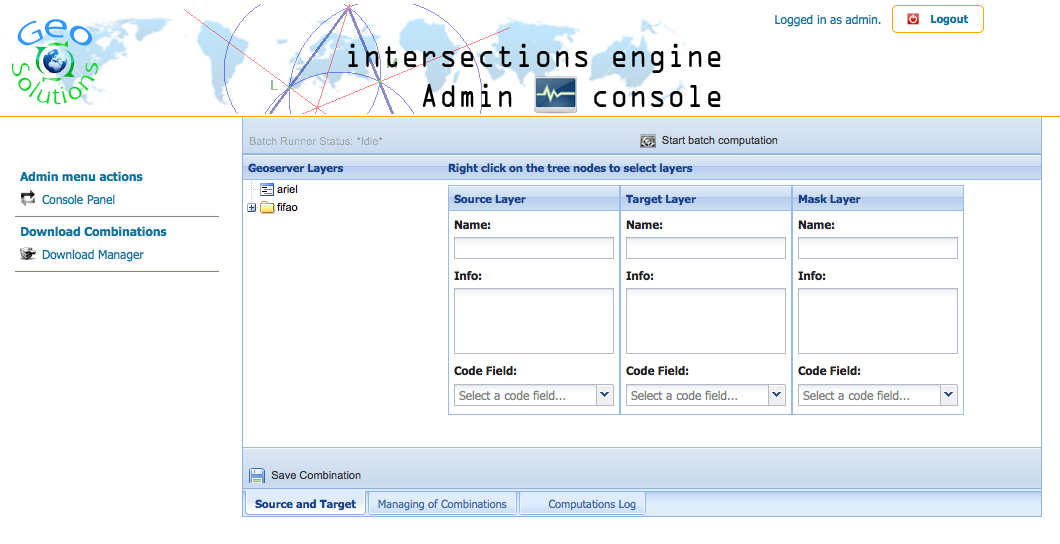 Geo
Solutions
L
intersections engine
Admin console
Logged in as admin.
Logout
Admin menu actions
Console Panel
Download Combinations
Download Manager
Batch Runner Status: *Idle*
Start batch computation
Geoserver Layers
Right click on the tree nodes to select layers
ariel
fifao
Source Layer
Name:
Info:
Code Field:
Select a code field...
Target Layer
Name:
Info:
Code Field:
Select a code field...
Mask Layer
Name:
Info:
Code Field:
Select a code field...
Save Combination
Source and Target
Managing of Combinations
Computations Log